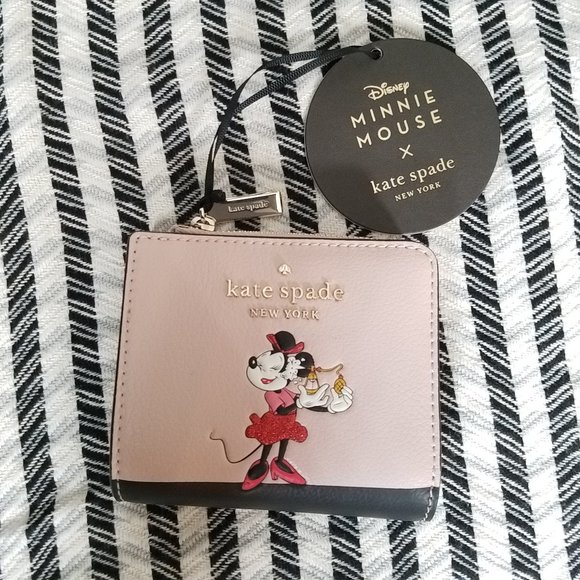 Disney
MINNIE
MOUSE
×
kate spade
NEW YORK
kate spade
kate spade
NEW YORK